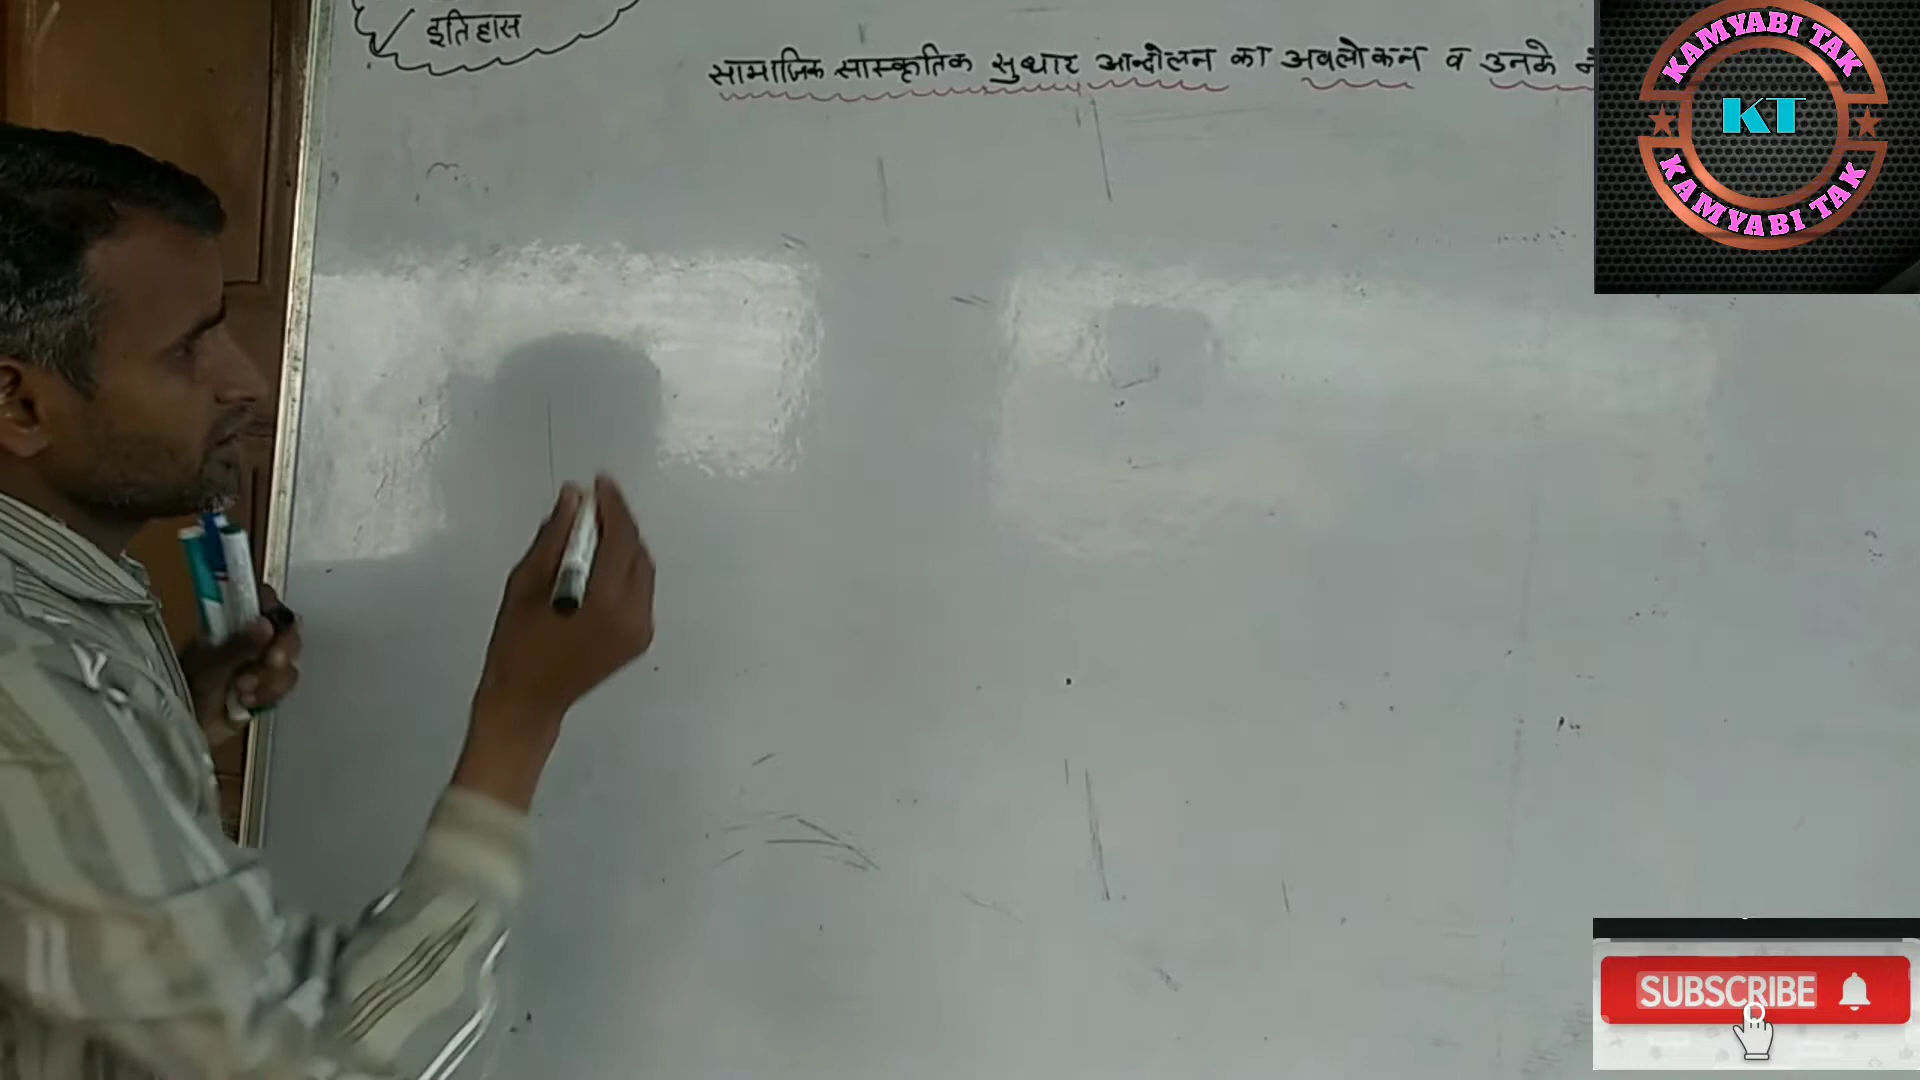 इतिहास
सामाजिक सास्कृतिक सुधार आन्दोलन का अवलोकन व उनके
KAMYABI TAK
KT
KAMYABI TAK
SUBSCRIBE